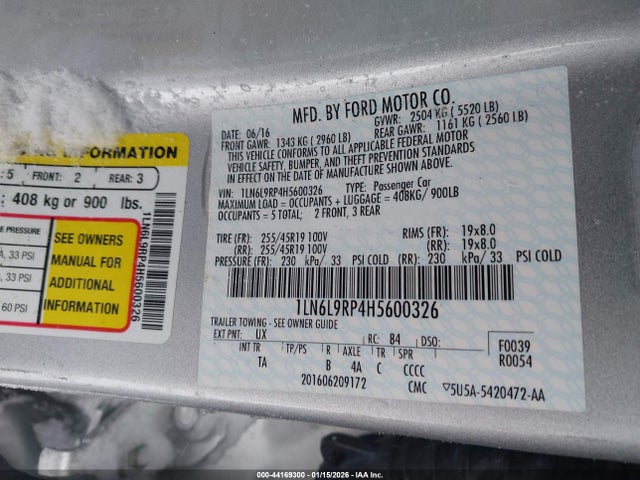 INFORMATION
5 FRONT: 2 REAR: 3
: 408 kg or 900 lbs.
PRESSURE
33 PSI
33 PSI
60 PSI
SEE OWNERS
MANUAL FOR
ADDITIONAL
INFORMATION
1LN6L9RP4H5600326
MFD. BY FORD MOTOR CO.
DATE: 06/16 GVWR: 2504 KG ( 5520 LB)
FRONT GAWR: 1343 KG ( 2960 LB) REAR GAWR: 1161 KG ( 2560 LB)
THIS VEHICLE CONFORMS TO ALL APPLICABLE FEDERAL MOTOR
VEHICLE SAFETY, BUMPER, AND THEFT PREVENTION STANDARDS
IN EFFECT ON THE DATE OF MANUFACTURE SHOWN ABOVE.
VIN: 1LN6L9RP4H5600326 TYPE: Passenger Car
MAXIMUM LOAD = OCCUPANTS + LUGGAGE = 408KG/ 900LB
OCCUPANTS = 5 TOTAL; 2 FRONT, 3 REAR
TIRE (FR): 255/45R19 100V RIMS (FR): 19x8.0
(RR): 255/45R19 100V (RR): 19x8.0
PRESSURE (FR): 230 kPa/ 33 PSI COLD (RR): 230 kPa/ 33 PSI COLD
1LN6L9RP4H5600326
TRAILER TOWING - SEE OWNER GUIDE
EXT PNT: UX RC: 84 DSO: F0039
INT TR TP/PS R AXLE TR SPR R0054
TA B 4A C CCCC
201606209172 CMC ▽5U5A-5420472-AA
000-44169300 - 01/15/2026 - IAA Inc.